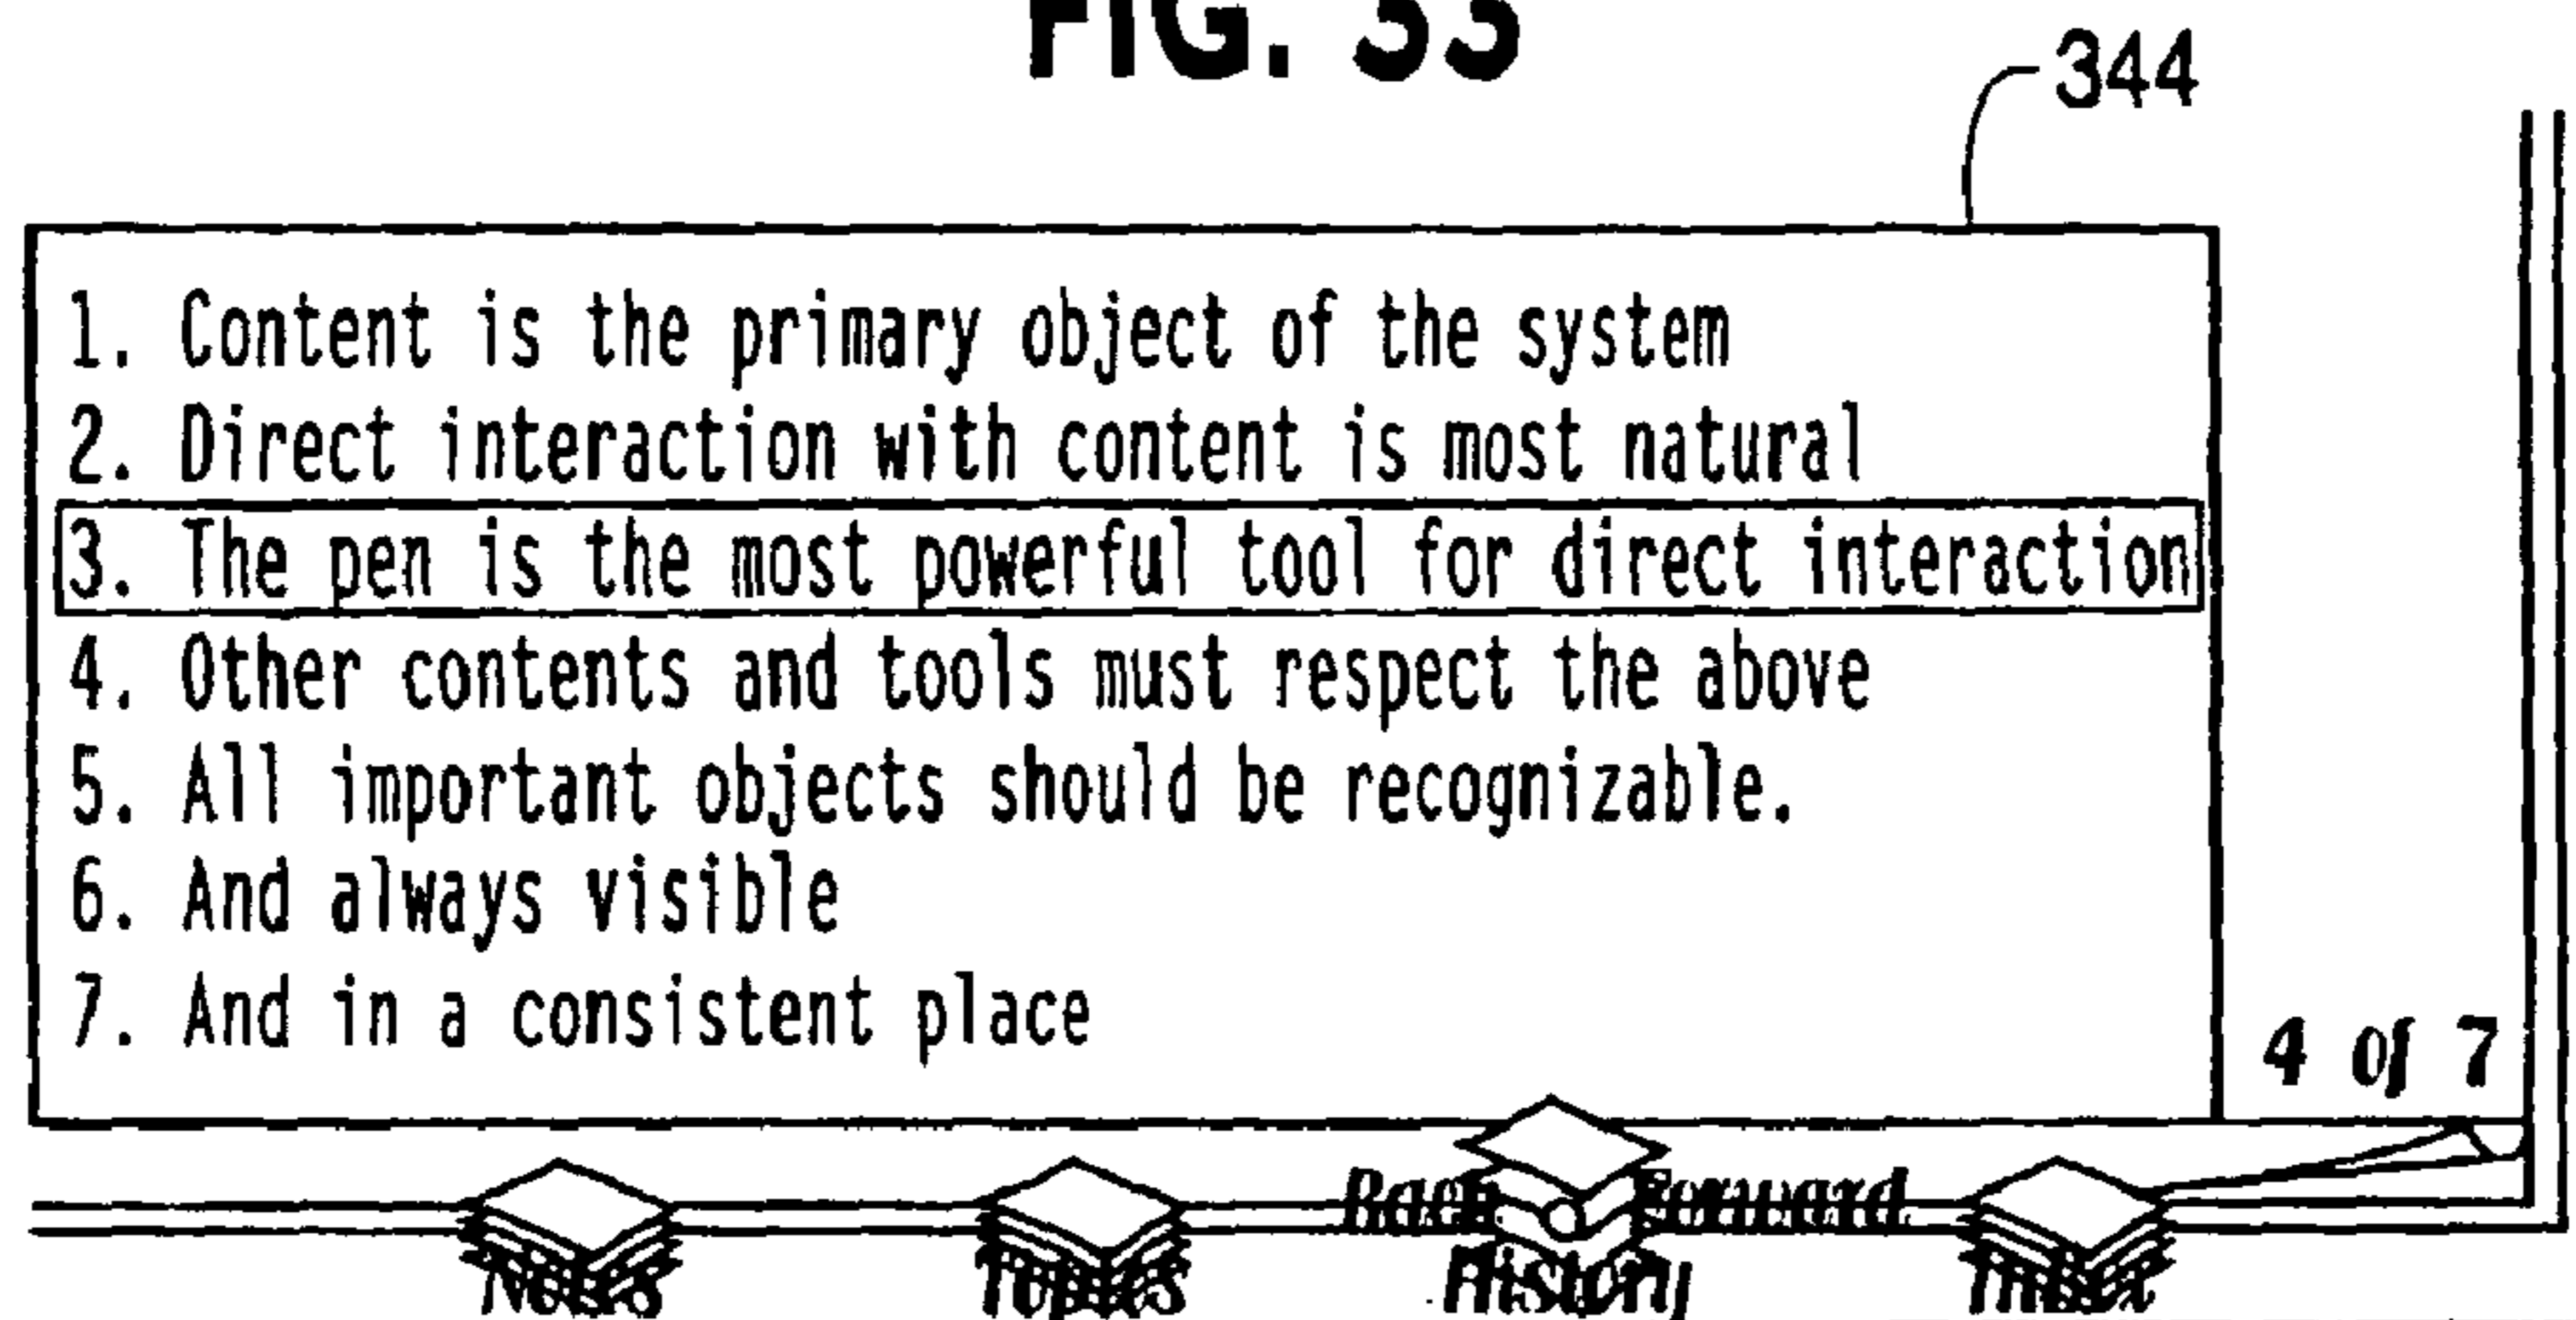 FIG. 33
344
1. Content is the primary object of the system
2. Direct interaction with content is most natural
3. The pen is the most powerful tool for direct interaction
4. Other contents and tools must respect the above
5. All important objects should be recognizable.
6. And always visible
7. And in a consistent place
4 of 7
Back Forward
Notes Topics History